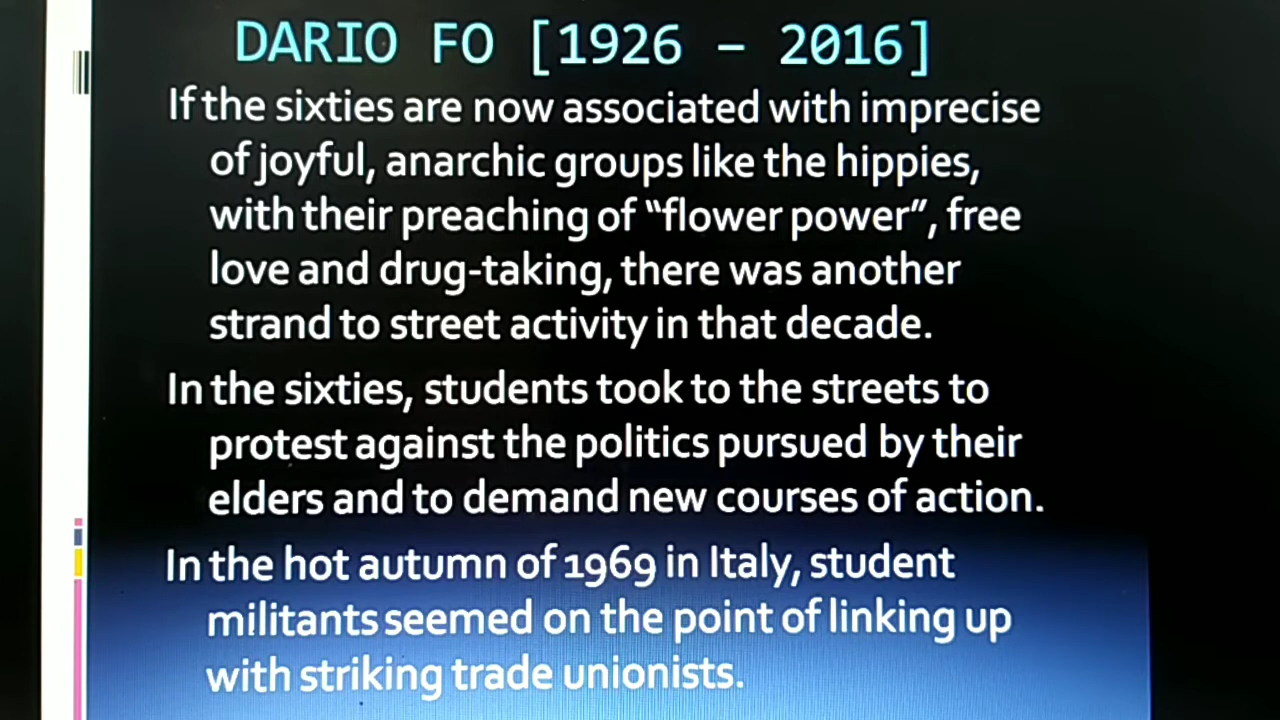 DARIO FO [1926 – 2016]
If the sixties are now associated with imprecise
of joyful, anarchic groups like the hippies,
with their preaching of “flower power”, free
love and drug-taking, there was another
strand to street activity in that decade.
In the sixties, students took to the streets to
protest against the politics pursued by their
elders and to demand new courses of action.
In the hot autumn of 1969 in Italy, student
militants seemed on the point of linking up
with striking trade unionists.